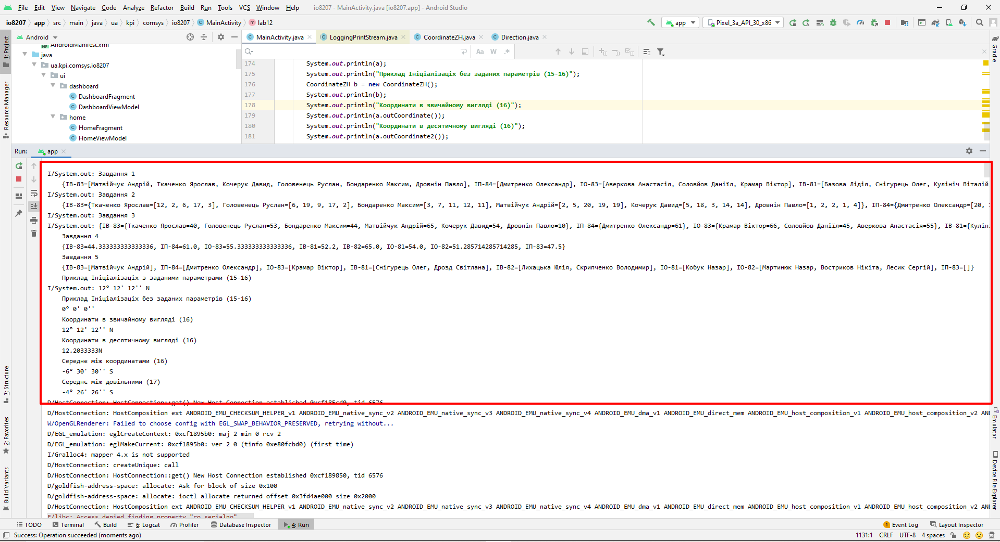 File Edit View Navigate Code Analyze Refactor Build Run Tools VCS Window Help io8207 - MainActivity.java [io8207.app] - Android Studio
io8207 app src main java ua kpi comsys io8207 MainActivity lab12 app Pixel_3a_API_30_x86
Android MainActivity.java LoggingPrintStream.java CoordinateZH.java Direction.java
1: Project
Resource Manager
7: Structure
2: Favorites
Build Variants
Gradle
Emulator
Device File Explorer
AndroidManifest.xml
java
ua.kpi.comsys.io8207
ui
dashboard
DashboardFragment
DashboardViewModel
home
HomeFragment
HomeViewModel
Aa W .*
174 System.out.println(a);
175 System.out.println("Приклад Ініціалізаціх без заданих параметрів (15-16)");
176 CoordinateZH b = new CoordinateZH();
177 System.out.println(b);
178 System.out.println("Координати в звичайному вигляді (16)");
179 System.out.println(a.outCoordinate());
180 System.out.println("Координати в десятичному вигляді (16)");
181 System.out.println(a.outCoordinate2());
Run: app
I/System.out: Завдання 1
{ІВ-83=[Матвійчук Андрій, Ткаченко Ярослав, Кочерук Давид, Головенець Руслан, Бондаренко Максим, Дровнін Павло], ІП-84=[Дмитренко Олександр], ІО-83=[Аверкова Анастасія, Соловйов Даніїл, Крамар Віктор], ІВ-81=[Базова Лідія, Снігурець Олег, Кулініч Віталій,
I/System.out: Завдання 2
{ІВ-83={Ткаченко Ярослав=[12, 2, 6, 17, 3], Головенець Руслан=[6, 19, 9, 17, 2], Бондаренко Максим=[3, 7, 11, 12, 11], Матвійчук Андрій=[2, 5, 20, 19, 19], Кочерук Давид=[5, 18, 3, 14, 14], Дровнін Павло=[1, 2, 2, 1, 4]}, ІП-84={Дмитренко Олександр=[20,
I/System.out: Завдання 3
I/System.out: {ІВ-83={Ткаченко Ярослав=40, Головенець Руслан=53, Бондаренко Максим=44, Матвійчук Андрій=65, Кочерук Давид=54, Дровнін Павло=10}, ІП-84={Дмитренко Олександр=61}, ІО-83={Крамар Віктор=66, Соловйов Даніїл=45, Аверкова Анастасія=55}, ІВ-81={Куліні
Завдання 4
{ІВ-83=44.333333333333336, ІП-84=61.0, ІО-83=55.333333333333336, ІВ-81=52.2, ІВ-82=65.0, ІО-81=54.0, ІО-82=51.285714285714285, ІП-83=47.5}
Завдання 5
{ІВ-83=[Матвійчук Андрій], ІП-84=[Дмитренко Олександр], ІО-83=[Крамар Віктор], ІВ-81=[Снігурець Олег, Дрозд Світлана], ІВ-82=[Лихацька Юлія, Скрипченко Володимир], ІО-81=[Кобук Назар], ІО-82=[Мартинюк Назар, Востриков Нікіта, Лесик Сергій], ІП-83=[]}
Приклад Ініціалізаціх з заданими параметрами (15-16)
I/System.out: 12° 12' 12'' N
Приклад Ініціалізаціх без заданих параметрів (15-16)
0° 0' 0''
Координати в звичайному вигляді (16)
12° 12' 12'' N
Координати в десятичному вигляді (16)
12.2033333N
Середнє між координатами (16)
-6° 30' 30'' S
Середнє між довільними (17)
-4° 26' 26'' S
D/HostConnection: HostConnection::get() New Host Connection established 0xcf185cd0, tid 6576
D/HostConnection: HostComposition ext ANDROID_EMU_CHECKSUM_HELPER_v1 ANDROID_EMU_native_sync_v2 ANDROID_EMU_native_sync_v3 ANDROID_EMU_native_sync_v4 ANDROID_EMU_dma_v1 ANDROID_EMU_direct_mem ANDROID_EMU_host_composition_v1 ANDROID_EMU_host_composition_v2 AN
W/OpenGLRenderer: Failed to choose config with EGL_SWAP_BEHAVIOR_PRESERVED, retrying without...
D/EGL_emulation: eglCreateContext: 0xcf1895b0: maj 2 min 0 rcv 2
D/EGL_emulation: eglMakeCurrent: 0xcf1895b0: ver 2 0 (tinfo 0xe80fcbd0) (first time)
I/Gralloc4: mapper 4.x is not supported
D/HostConnection: createUnique: call
D/HostConnection: HostConnection::get() New Host Connection established 0xcf189850, tid 6576
D/goldfish-address-space: allocate: Ask for block of size 0x100
D/goldfish-address-space: allocate: ioctl allocate returned offset 0x3fd4ae000 size 0x2000
D/HostConnection: HostComposition ext ANDROID_EMU_CHECKSUM_HELPER_v1 ANDROID_EMU_native_sync_v2 ANDROID_EMU_native_sync_v3 ANDROID_EMU_native_sync_v4 ANDROID_EMU_dma_v1 ANDROID_EMU_direct_mem ANDROID_EMU_host_composition_v1 ANDROID_EMU_host_composition_v2 AN
E/libc: Access denied finding property "ro.serialno"
TODO Terminal Build 6: Logcat Profiler Database Inspector 4: Run 1 Event Log Layout Inspector
Success: Operation succeeded (moments ago) 1131:1 CRLF UTF-8 4 spaces